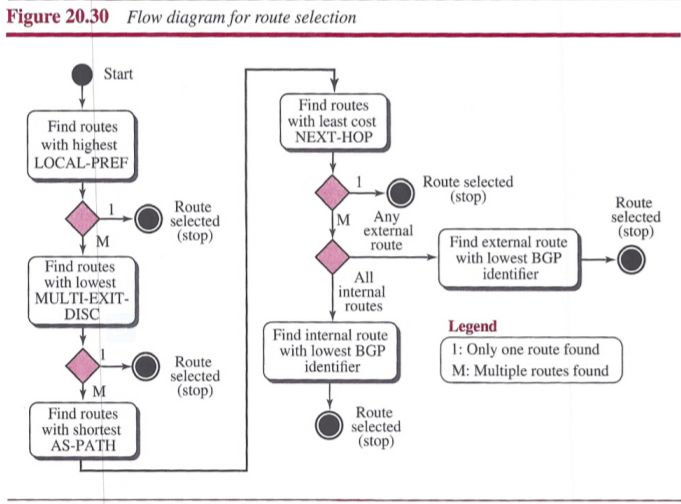 Figure 20.30 Flow diagram for route selection
Start
Find routes
with highest
LOCAL-PREF
1
Route
selected
(stop)
M
Find routes
with lowest
MULTI-EXIT-
DISC
1
Route
selected
(stop)
M
Find routes
with shortest
AS-PATH
Find routes
with least cost
NEXT-HOP
1
Route selected
(stop)
M
Any
external
route
Find external route
with lowest BGP
identifier
Route
selected
(stop)
All
internal
routes
Find internal route
with lowest BGP
identifier
Route
selected
(stop)
Legend
1: Only one route found
M: Multiple routes found